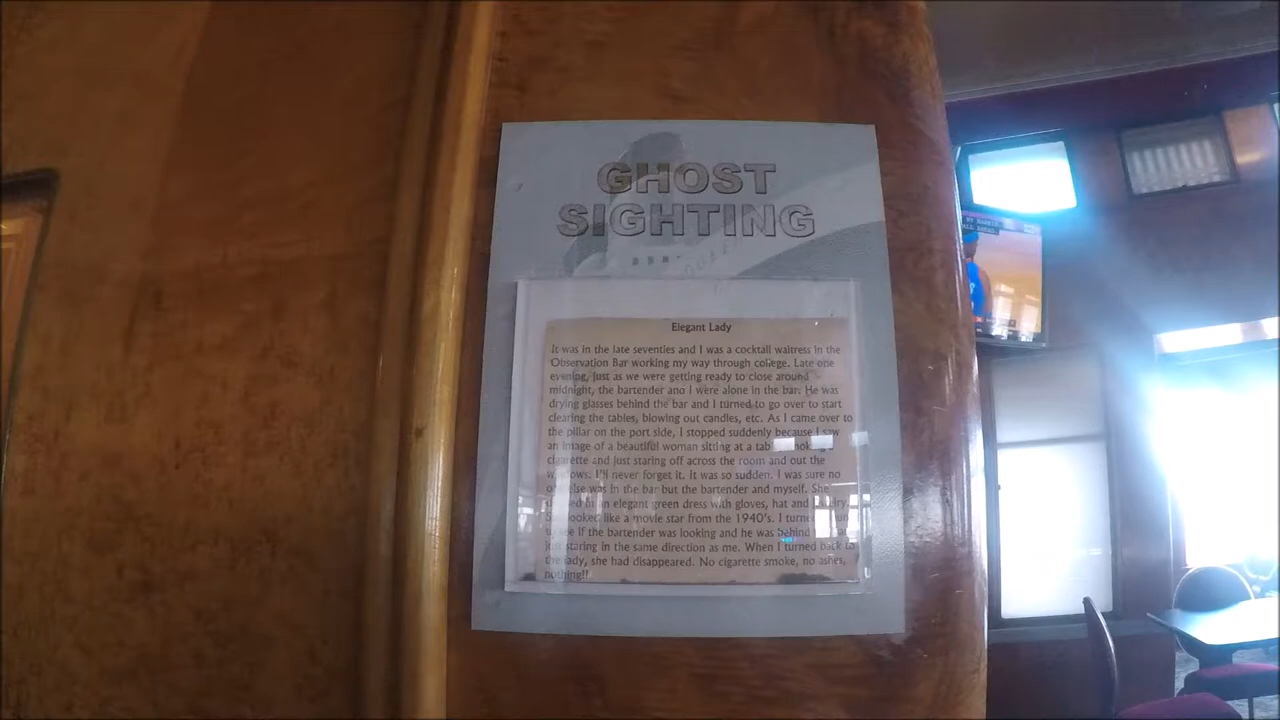 GHOST
SIGHTING
Elegant Lady
It was in the late seventies and I was a cocktail waitress in the
Observation Bar working my way through college. Late one
evening, just as we were getting ready to close around
midnight, the bartender and I were alone in the bar. He was
drying glasses behind the bar and I turned to go over to start
clearing the tables, blowing out candles, etc. As I came over to
the pillar on the port side, I stopped suddenly because I saw
an image of a beautiful woman sitting at a
cigarette and just staring off across the room and out the
windows. I'll never forget it. It was so sudden. I was sure no
else was in the bar but the bartender and myself. She
in an elegant green dress with gloves, hat and
looked like a movie star from the 1940's. I
to see if the bartender was looking and he was behind
just staring in the same direction as me. When I turned back to
the lady, she had disappeared. No cigarette smoke, no ashes,
nothing!!